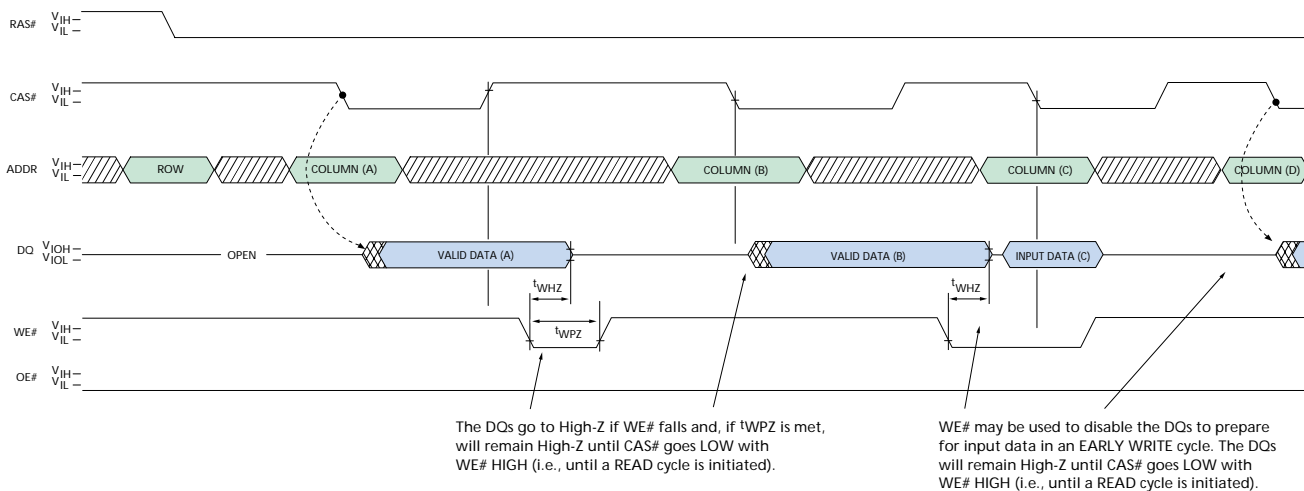 RAS# VIH VIL
CAS# VIH VIL
ADDR VIH VIL ROW COLUMN (A) COLUMN (B) COLUMN (C) COLUMN (D)
DQ VIOH VIOL OPEN VALID DATA (A) VALID DATA (B) INPUT DATA (C)
tWHZ tWHZ
tWPZ
WE# VIH VIL
OE# VIH VIL
The DQs go to High-Z if WE# falls and, if tWPZ is met,
will remain High-Z until CAS# goes LOW with
WE# HIGH (i.e., until a READ cycle is initiated).
WE# may be used to disable the DQs to prepare
for input data in an EARLY WRITE cycle. The DQs
will remain High-Z until CAS# goes LOW with
WE# HIGH (i.e., until a READ cycle is initiated).